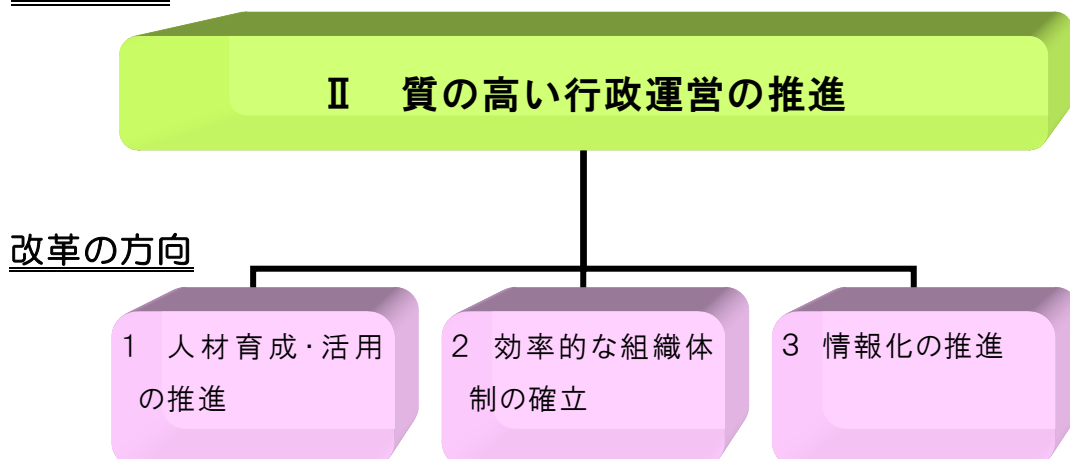 Ⅱ 質の高い行政運営の推進
改革の方向
1 人材育成・活用
の推進
2 効率的な組織体
制の確立
3 情報化の推進